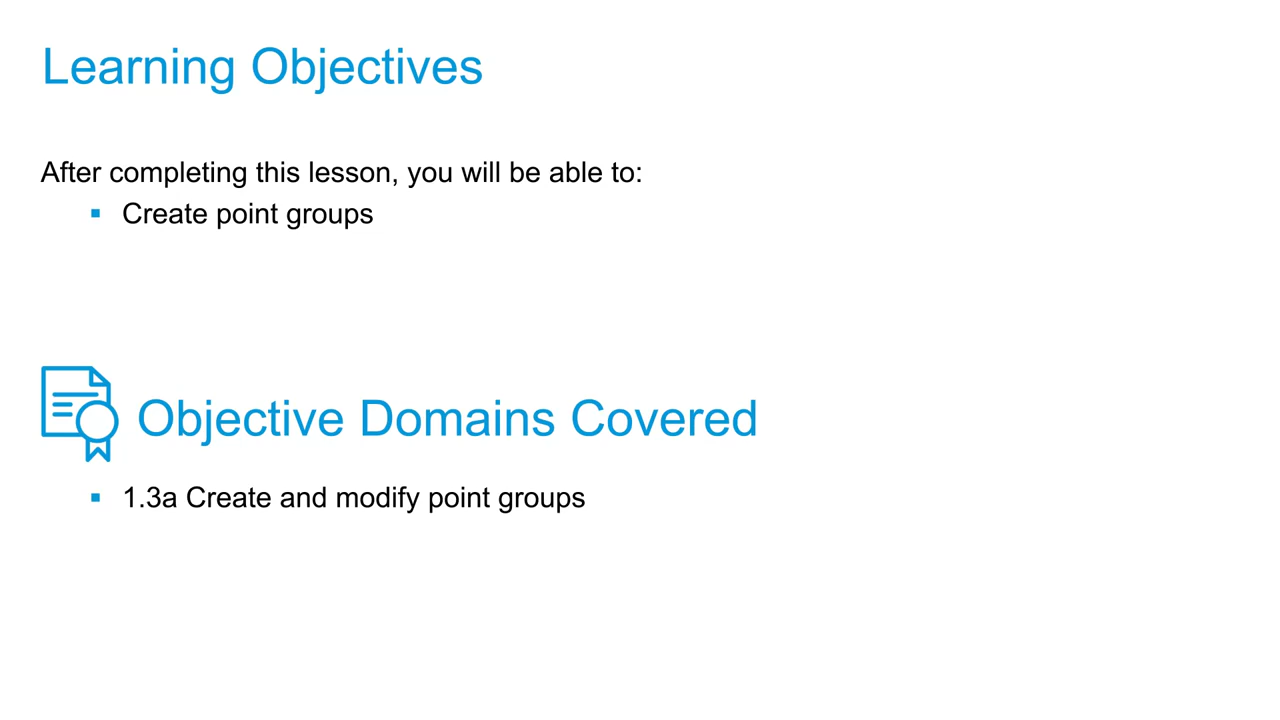 Learning Objectives
After completing this lesson, you will be able to:
▪ Create point groups
Objective Domains Covered
▪ 1.3a Create and modify point groups